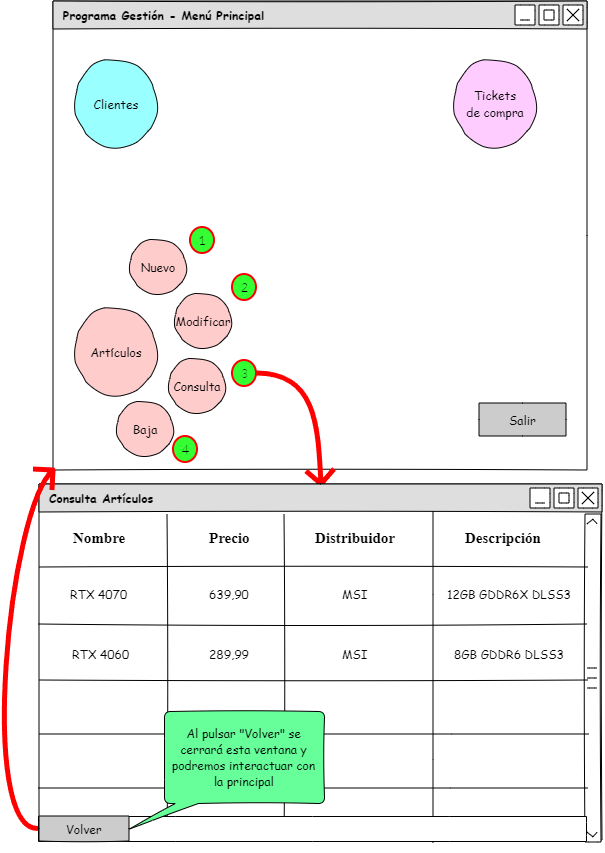 Programa Gestión - Menú Principal
Clientes
Tickets
de compra
1
Nuevo
2
Modificar
Artículos
3
Consulta
Baja
4
Salir
Consulta Artículos
Nombre Precio Distribuidor Descripción
RTX 4070 639,90 MSI 12GB GDDR6X DLSS3
RTX 4060 289,99 MSI 8GB GDDR6 DLSS3
Al pulsar "Volver" se
cerrará esta ventana y
podremos interactuar con
la principal
Volver